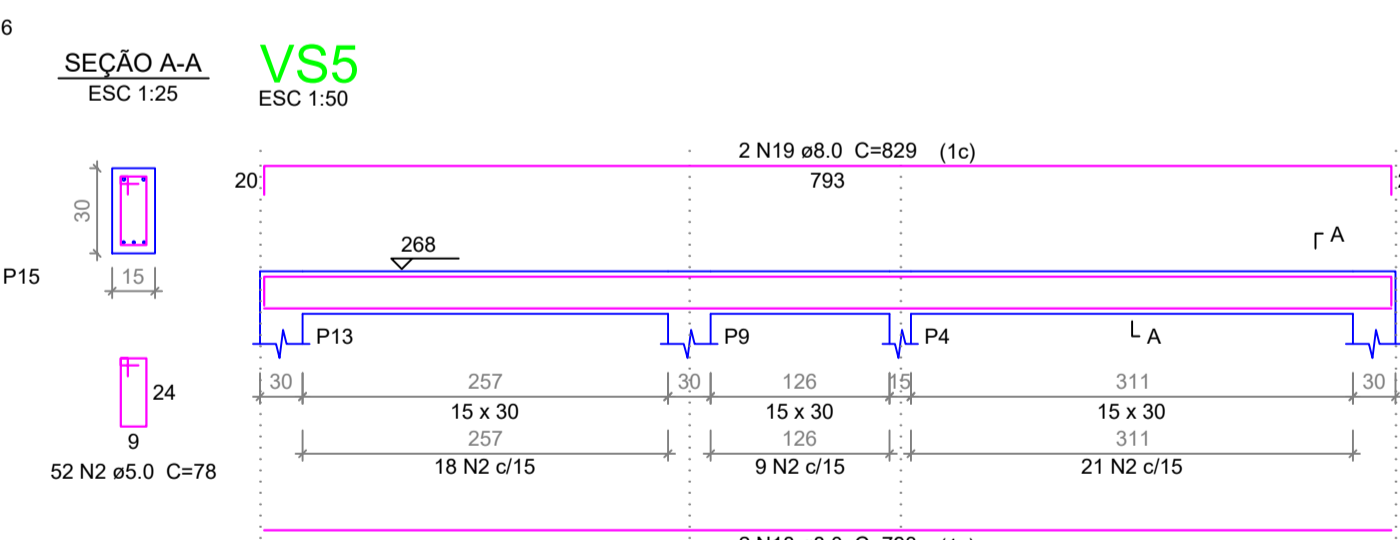 6
SEÇÃO A-A
ESC 1:25
VS5
ESC 1:50
2 N19 ø8.0 C=829 (1c)
20
793
30
15
P15
268
A
P13
P9
P4
A
30 257 30 126 15 311 30
15 x 30 15 x 30 15 x 30
257 126 311
18 N2 c/15 9 N2 c/15 21 N2 c/15
24
9
52 N2 ø5.0 C=78